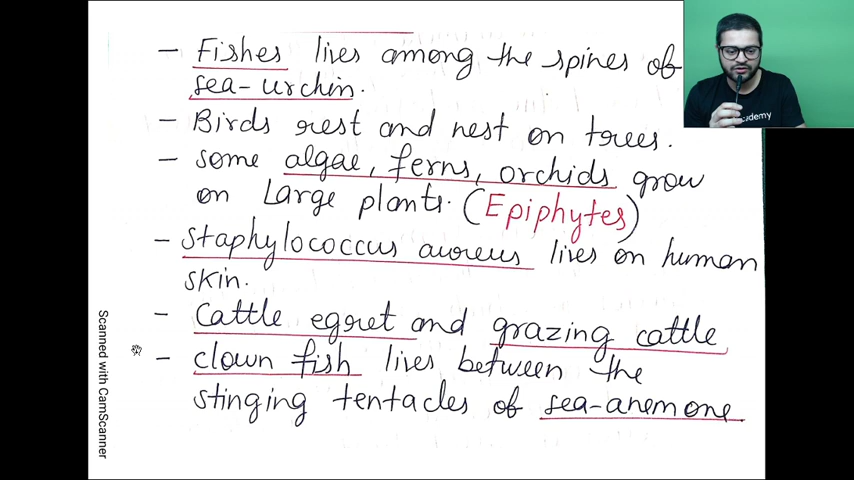 - Fishes lives among the spines of
sea-urchin.
- Birds rest and nest on trees.
- some algae, ferns, orchids grow
on Large plants. (Epiphytes)
- Staphylococcus aureus lives on human
skin.
- Cattle egret and grazing cattle
- clown fish lives between the
stinging tentacles of sea-anemone
Scanned with CamScanner
cademy